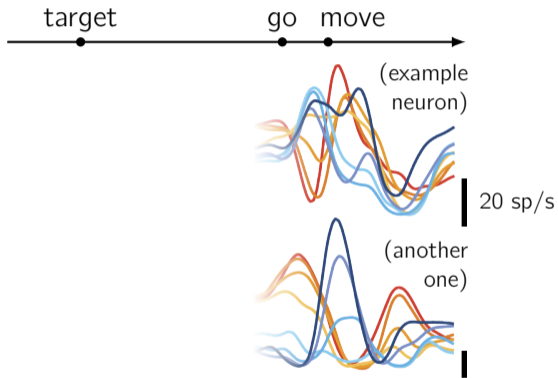 target
go
move
(example
neuron)
20 sp/s
(another
one)